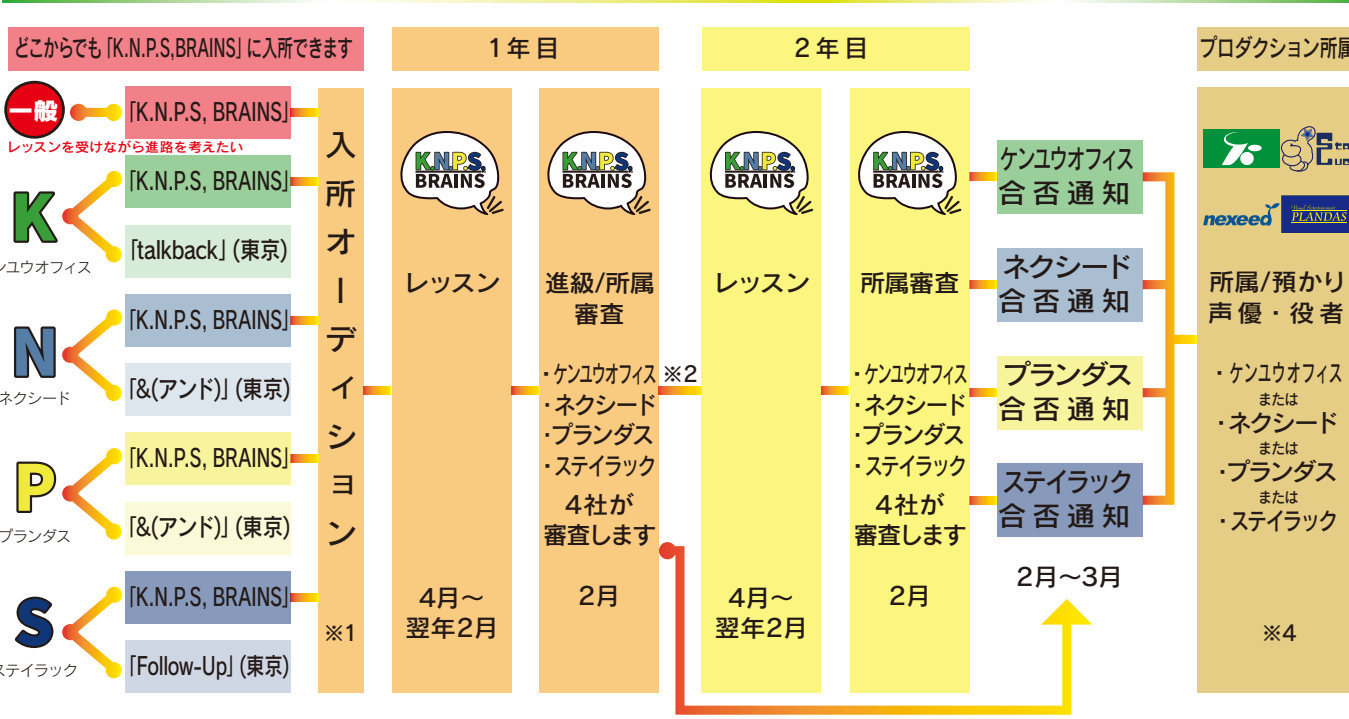 どこからでも「K.N.P.S,BRAINS」に入所できます
一般
「K.N.P.S, BRAINS」
レッスンを受けながら進路を考えたい
K
ンユウオフィス
「K.N.P.S, BRAINS」
「talkback」(東京)
N
ネクシード
「K.N.P.S, BRAINS」
「&(アンド)」(東京)
P
プランダス
「K.N.P.S, BRAINS」
「&(アンド)」(東京)
S
ステイラック
「K.N.P.S, BRAINS」
「Follow-Up」(東京)
入所オーディション
※1
1年目
K.N.P.S,
BRAINS
レッスン
4月～
翌年2月
K.N.P.S,
BRAINS
進級/所属
審査
・ケンユウオフィス
・ネクシード
・プランダス
・ステイラック
4社が
審査します
2月
※2
2年目
K.N.P.S,
BRAINS
レッスン
4月～
翌年2月
K.N.P.S,
BRAINS
所属審査
・ケンユウオフィス
・ネクシード
・プランダス
・ステイラック
4社が
審査します
2月
ケンユウオフィス
合否通知
ネクシード
合否通知
プランダス
合否通知
ステイラック
合否通知
2月～3月
プロダクション所属
nexeed
PLANDAS
所属/預かり
声優・役者
・ケンユウオフィス
または
・ネクシード
または
・プランダス
または
・ステイラック
※4